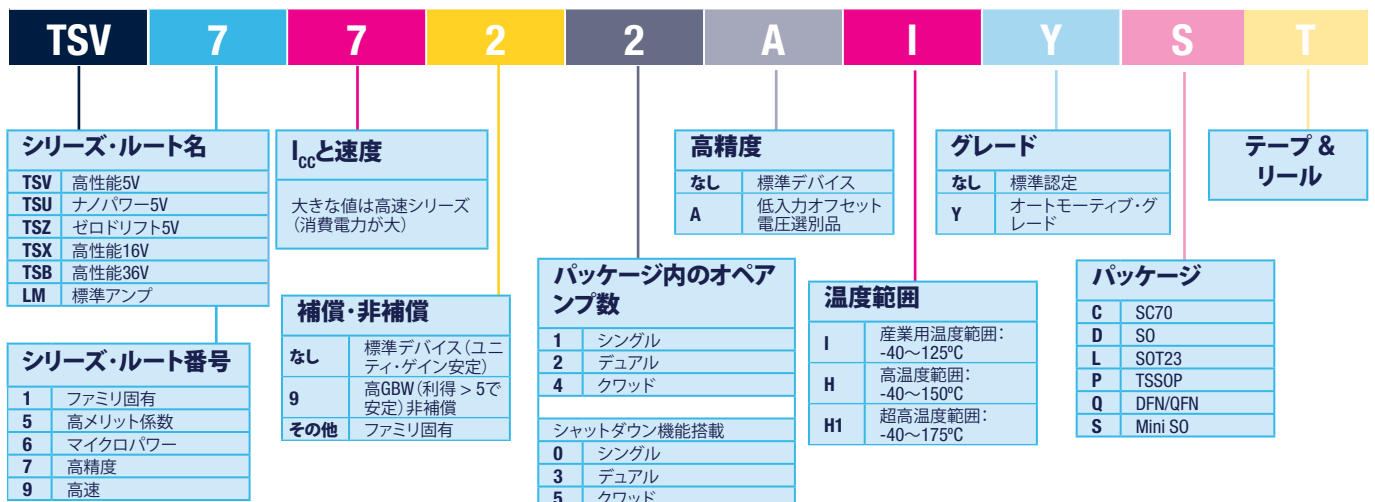 TSV 7 7 2 2 A I Y S T
シリーズ・ルート名
TSV 高性能5V
TSU ナノパワー5V
TSZ ゼロドリフト5V
TSX 高性能16V
TSB 高性能36V
LM 標準アンプ
シリーズ・ルート番号
1 ファミリ固有
5 高メリット係数
6 マイクロパワー
7 高精度
9 高速
Iccと速度
大きな値は高速シリーズ
(消費電力が大)
補償・非補償
なし 標準デバイス(ユニ
ティ・ゲイン安定)
9 高GBW(利得 > 5で
安定)非補償
その他 ファミリ固有
パッケージ内のオペア
ンプ数
1 シングル
2 デュアル
4 クワッド
シャットダウン機能搭載
0 シングル
3 デュアル
5 クワッド
高精度
なし 標準デバイス
A 低入力オフセット
電圧選別品
温度範囲
I 産業用温度範囲:
-40～125ºC
H 高温度範囲:
-40～150ºC
H1 超高温度範囲:
-40～175ºC
グレード
なし 標準認定
Y オートモーティブ・グ
レード
パッケージ
C SC70
D SO
L SOT23
P TSSOP
Q DFN/QFN
S Mini SO
テープ &
リール